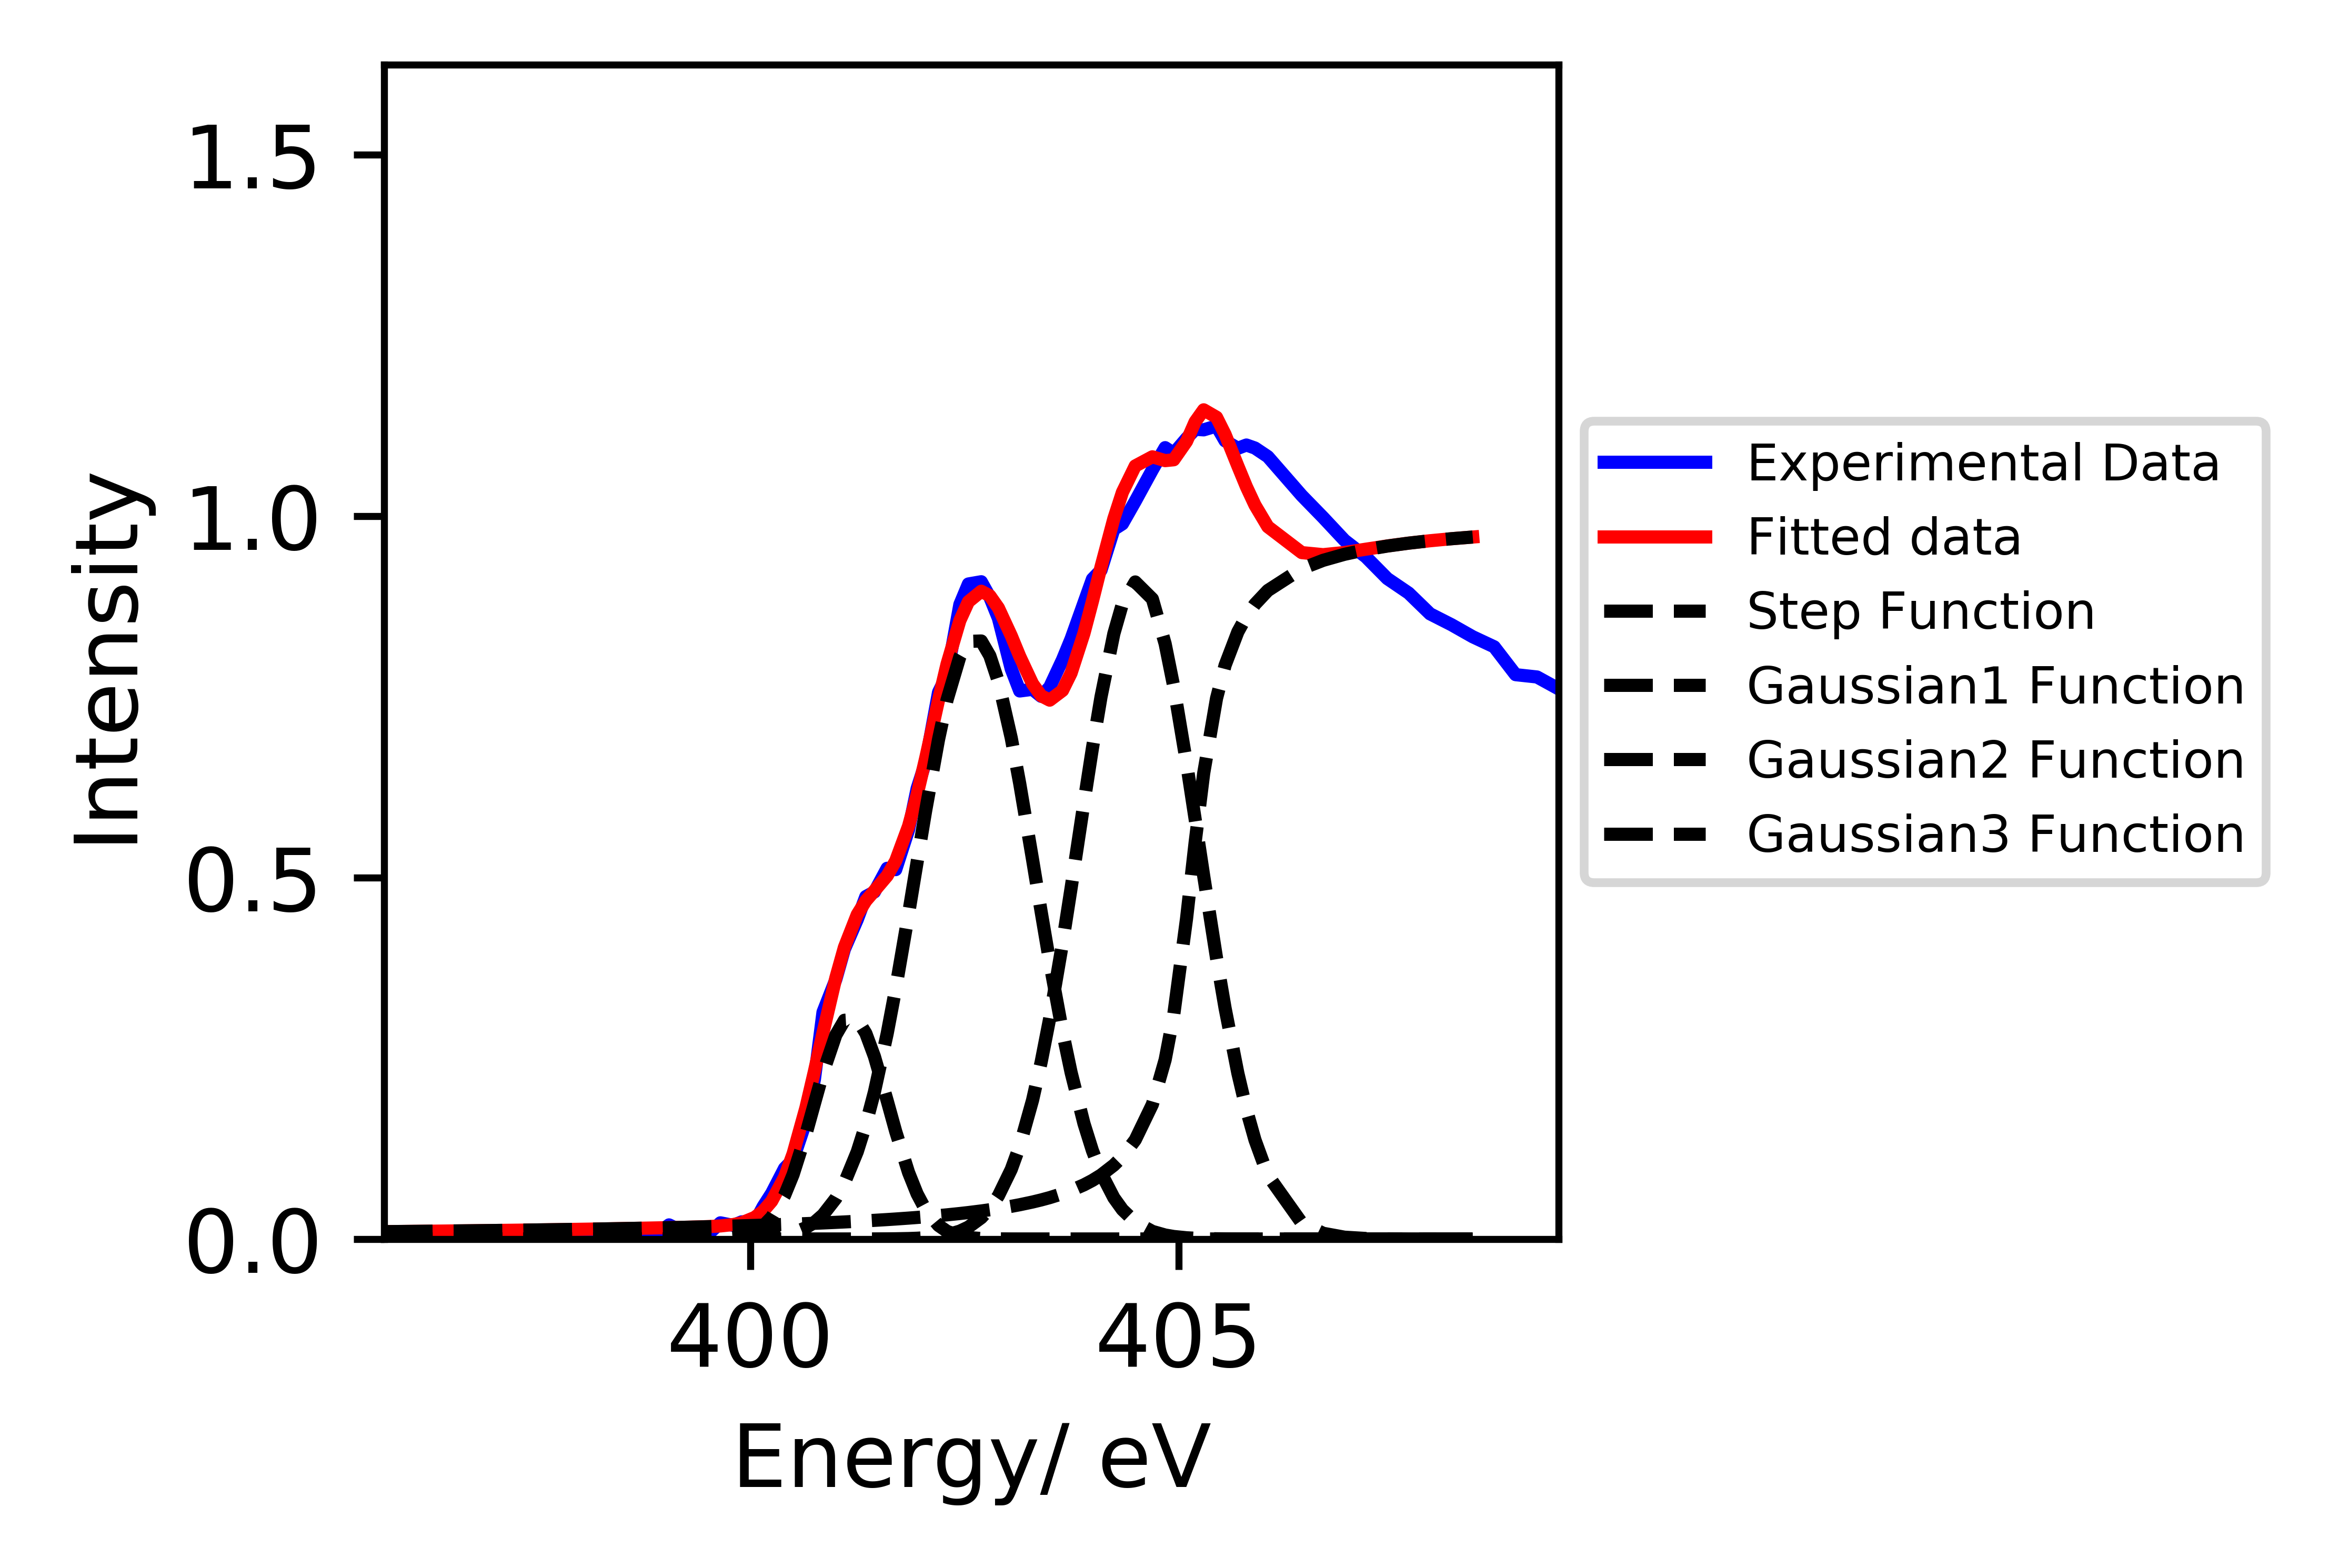 1.5
1.0
0.5
0.0
Intensity
400
405
Energy/ eV
Experimental Data
Fitted data
Step Function
Gaussian1 Function
Gaussian2 Function
Gaussian3 Function